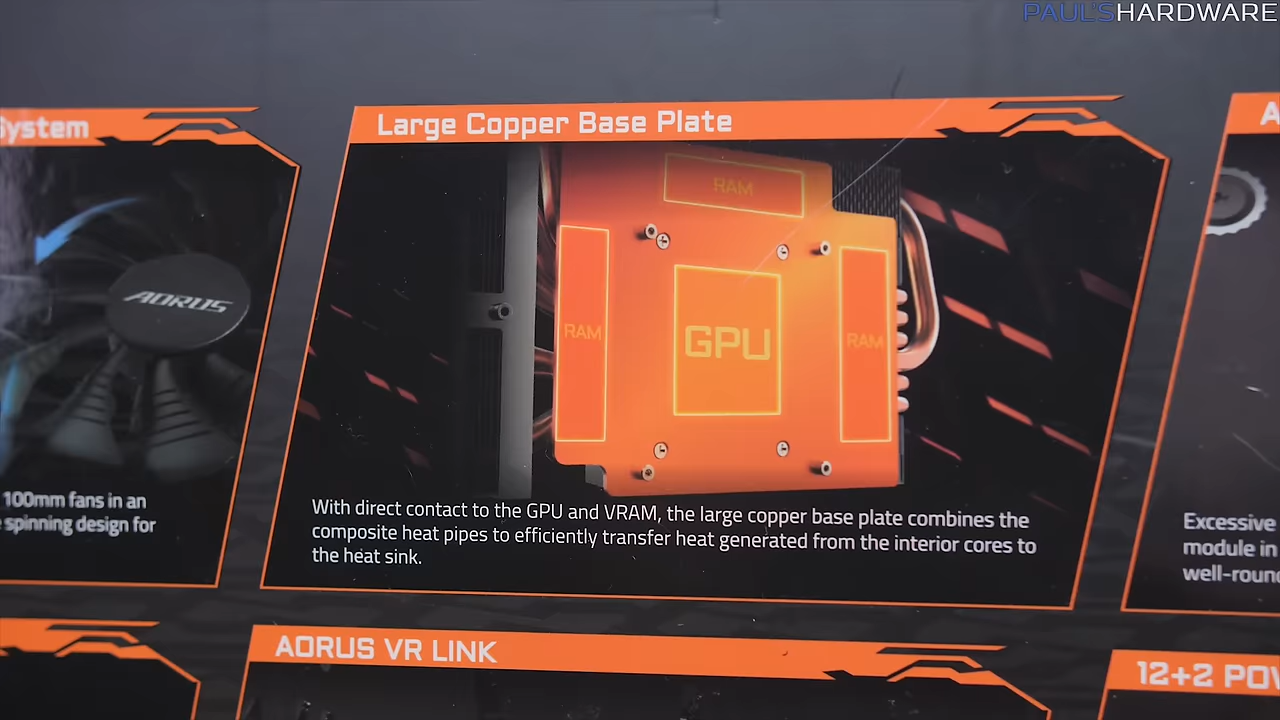 PAUL'SHARDWARE
System
Large Copper Base Plate
RAM
RAM
GPU
RAM
AORUS
100mm fans in an
spinning design for
With direct contact to the GPU and VRAM, the large copper base plate combines the
composite heat pipes to efficiently transfer heat generated from the interior cores to
the heat sink.
Excessive
module in
well-roun
AORUS VR LINK
12+2 POW